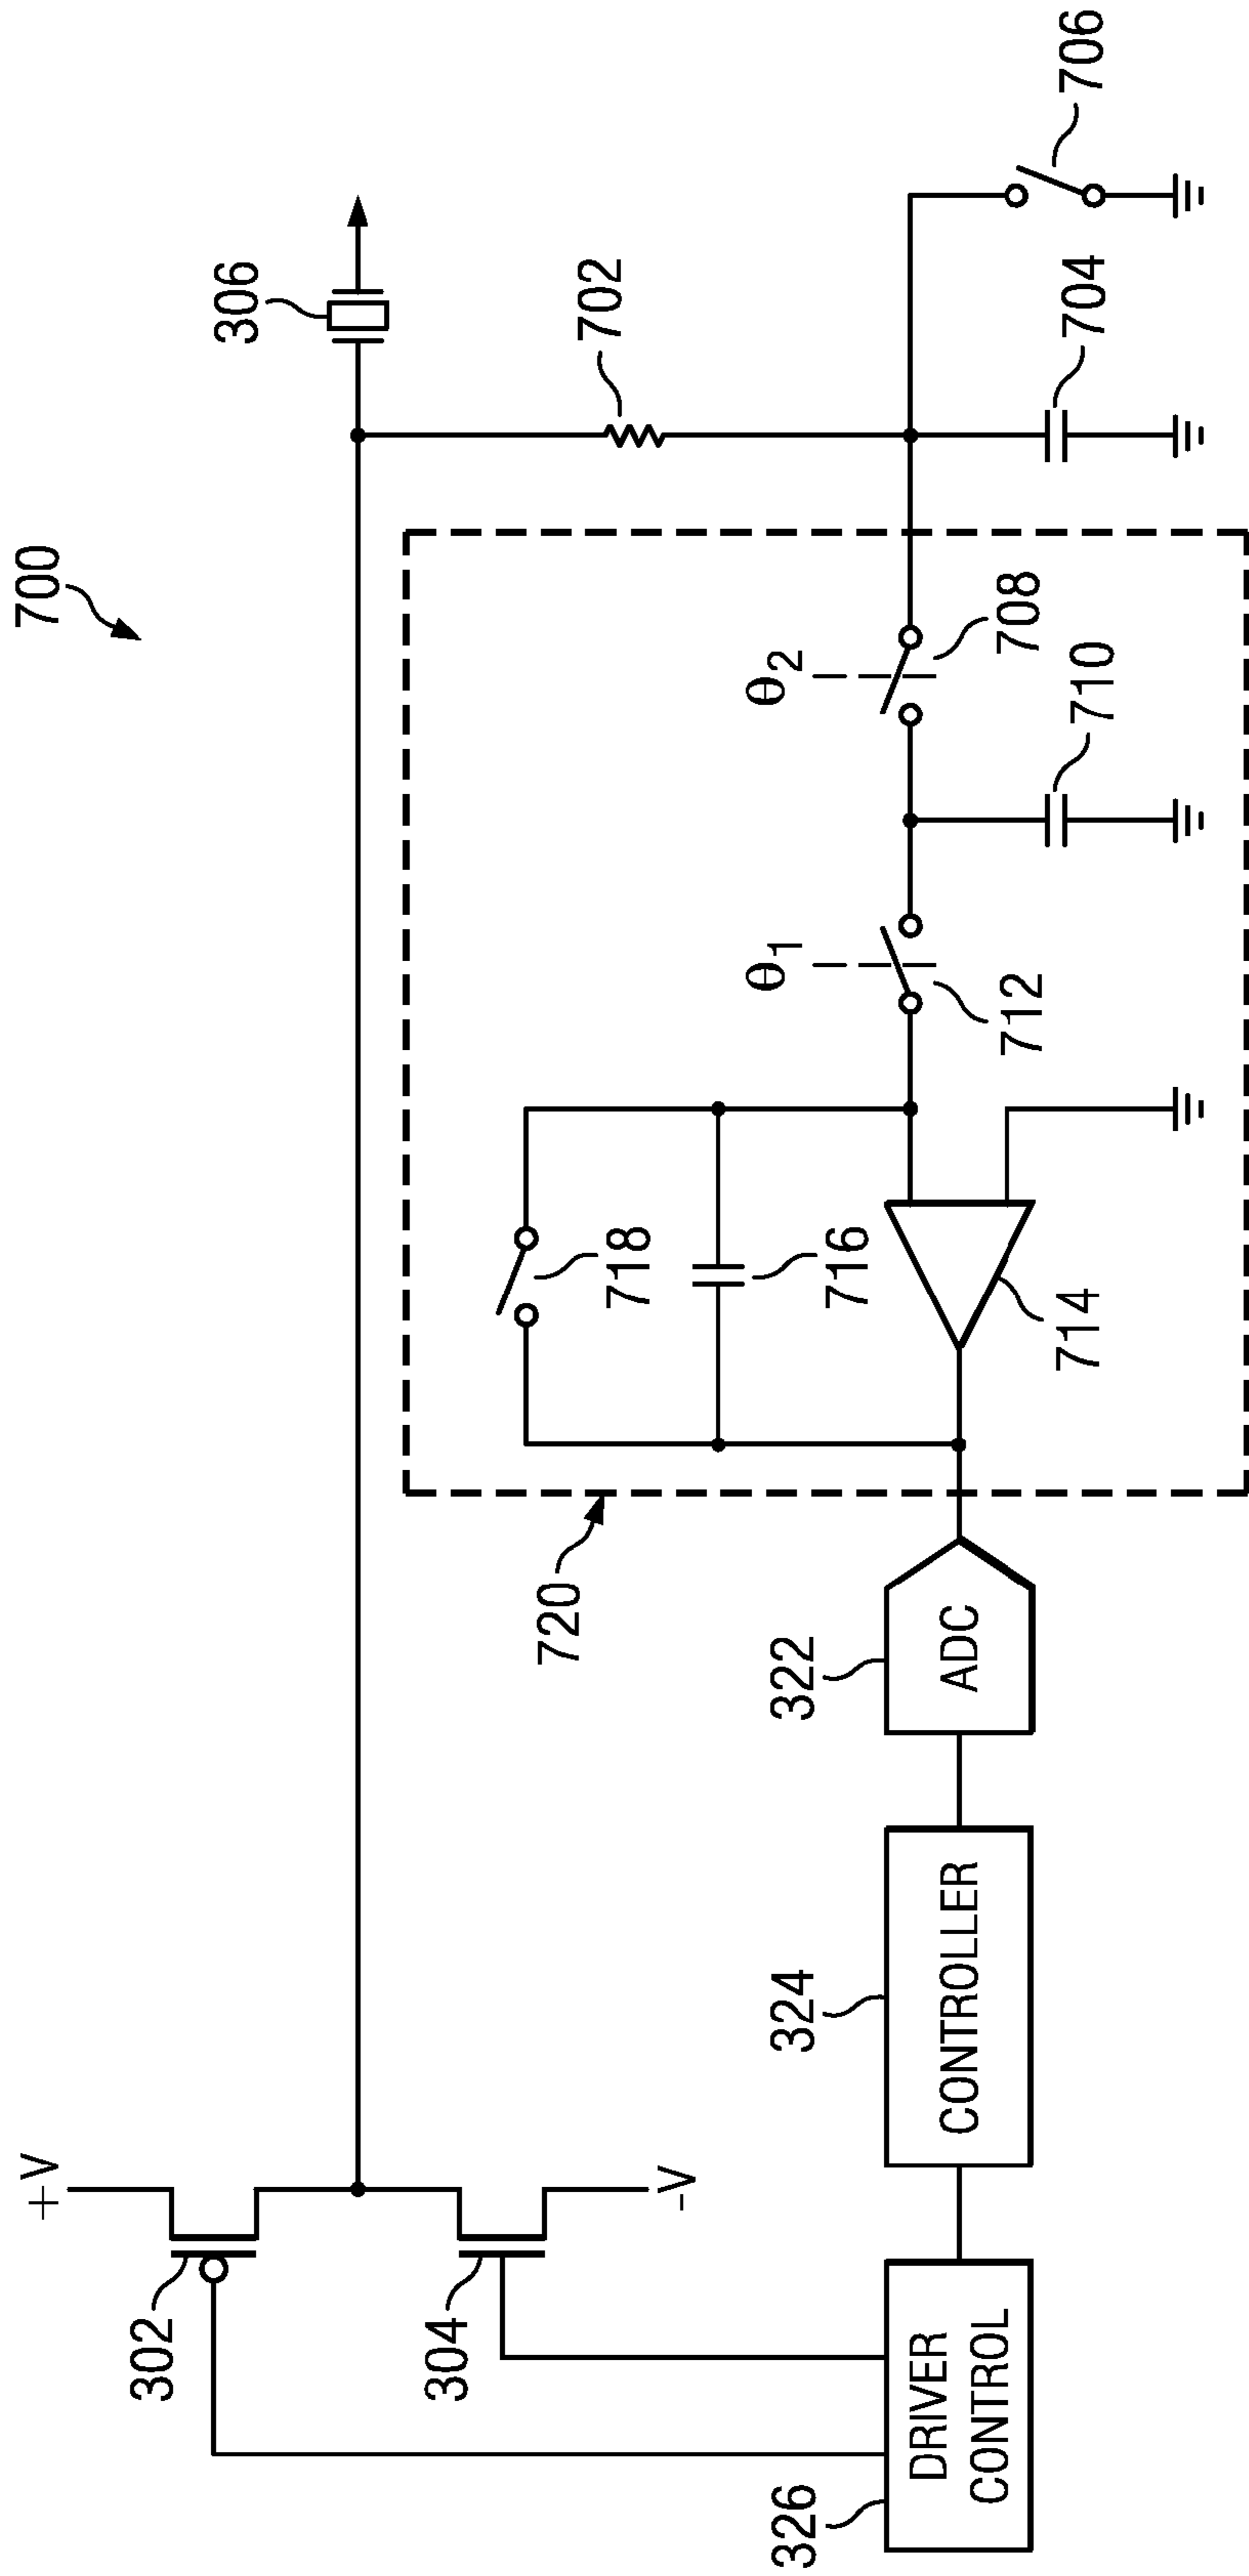 700
+V
302
304
-V
306
702
706
704
θ2
708
710
θ1
712
718
716
714
720
322
ADC
324
CONTROLLER
326
DRIVER
CONTROL